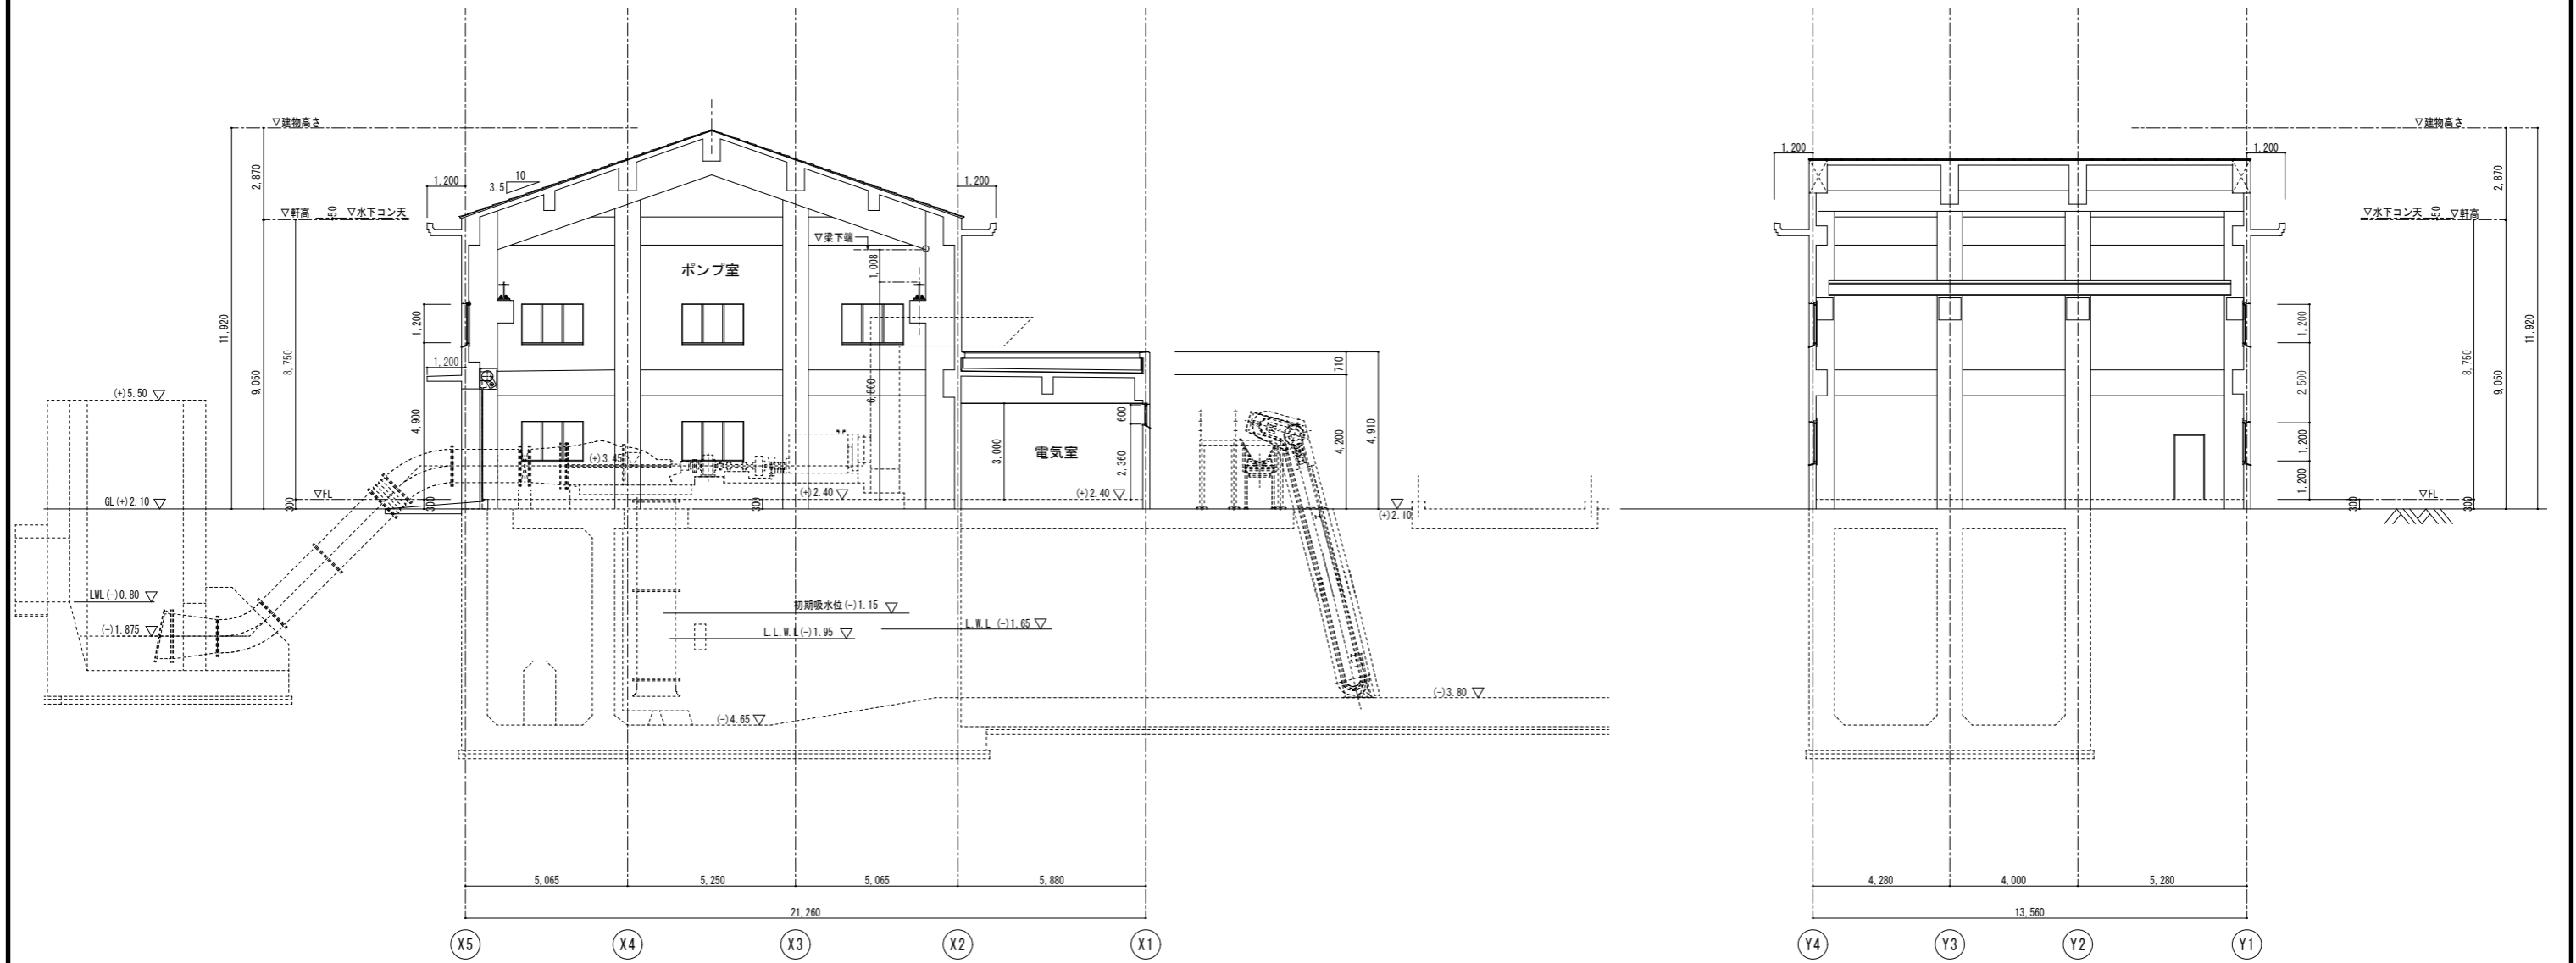 ▽建物高さ
2,870
1,200
10
3.5
1,200
▽軒高
50
▽水下コン天
▽梁下端
1,008
ポンプ室
11,920
9,050
8,750
1,200
1,200
4,900
6,000
710
4,200
4,910
600
3,000
2,360
電気室
(+)5.50 ▽
(+)3.45
GL(+)2.10 ▽
▽FL
300
300
300
(+)2.40 ▽
(+)2.40 ▽
▽
(+)2.10
LWL(-)0.80 ▽
(-)1.875 ▽
初期吸水位(-)1.15 ▽
L.L.W.L(-)1.95 ▽
L.W.L (-)1.65 ▽
(-)3.80 ▽
(-)4.65 ▽
5,065
5,250
5,065
5,880
21,260
X5
X4
X3
X2
X1
▽建物高さ
1,200
1,200
2,870
▽水下コン天
50
▽軒高
11,920
9,050
8,750
1,200
2,500
1,200
1,200
▽FL
300
300
4,280
4,000
5,280
13,560
Y4
Y3
Y2
Y1